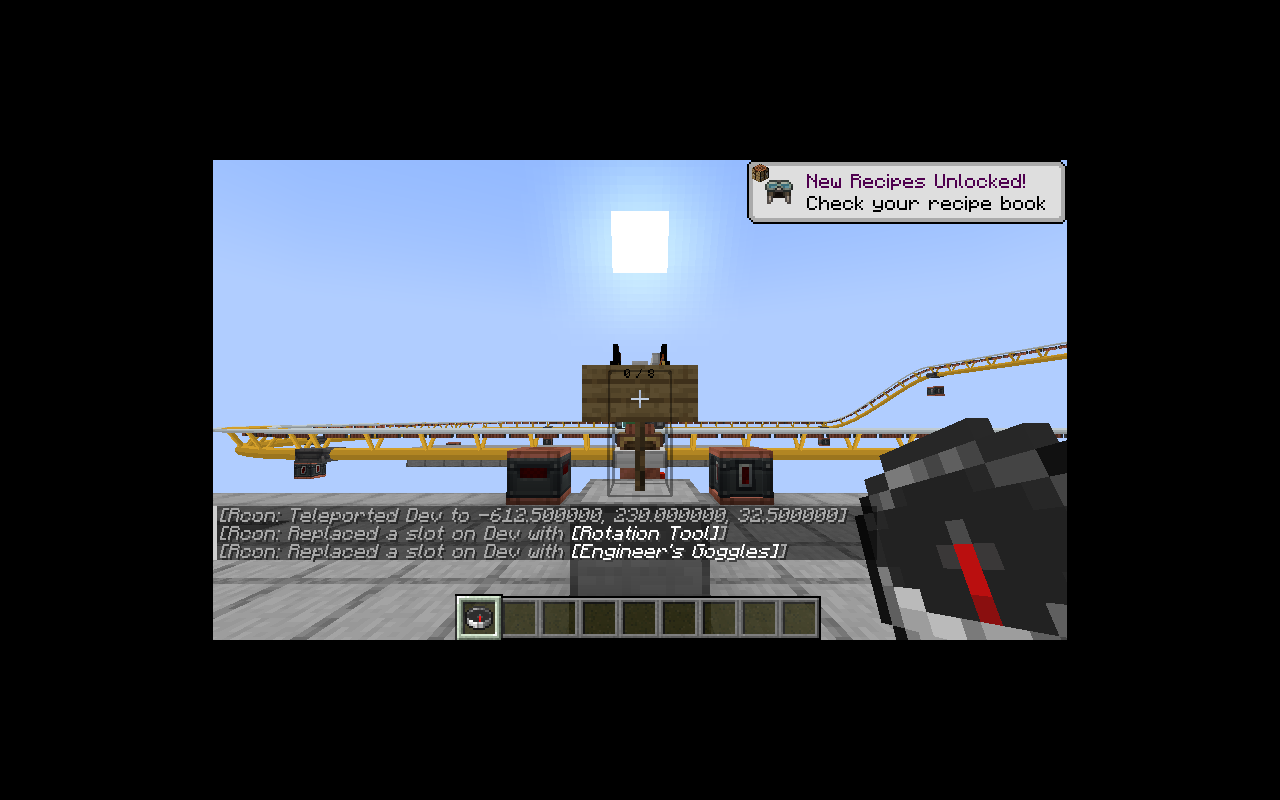 New Recipes Unlocked!
Check your recipe book
0 / 8
[Rcon: Teleported Dev to -612.500000, 230.000000, 32.500000]
[Rcon: Replaced a slot on Dev with [Rotation Tool]]
[Rcon: Replaced a slot on Dev with [Engineer's Goggles]]